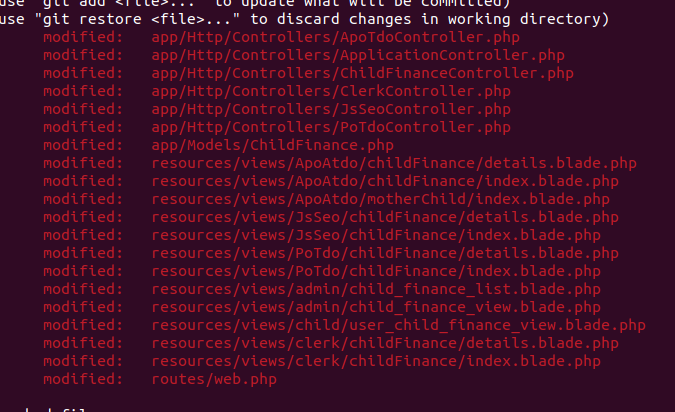 use "git add <file>..." to update what will be committed)
use "git restore <file>..." to discard changes in working directory)
modified: app/Http/Controllers/ApoTdoController.php
modified: app/Http/Controllers/ApplicationController.php
modified: app/Http/Controllers/ChildFinanceController.php
modified: app/Http/Controllers/ClerkController.php
modified: app/Http/Controllers/JsSeoController.php
modified: app/Http/Controllers/PoTdoController.php
modified: app/Models/ChildFinance.php
modified: resources/views/ApoAtdo/childFinance/details.blade.php
modified: resources/views/ApoAtdo/childFinance/index.blade.php
modified: resources/views/ApoAtdo/motherChild/index.blade.php
modified: resources/views/JsSeo/childFinance/details.blade.php
modified: resources/views/JsSeo/childFinance/index.blade.php
modified: resources/views/PoTdo/childFinance/details.blade.php
modified: resources/views/PoTdo/childFinance/index.blade.php
modified: resources/views/admin/child_finance_list.blade.php
modified: resources/views/admin/child_finance_view.blade.php
modified: resources/views/child/user_child_finance_view.blade.php
modified: resources/views/clerk/childFinance/details.blade.php
modified: resources/views/clerk/childFinance/index.blade.php
modified: routes/web.php